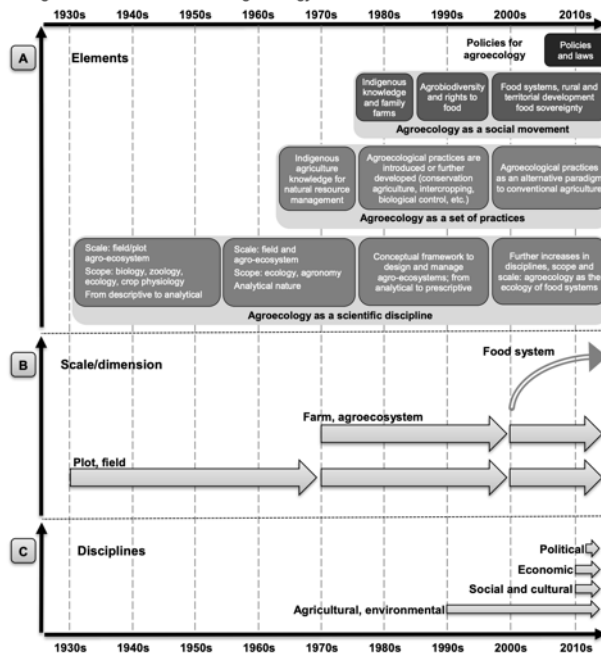 1930s 1940s 1950s 1960s 1970s 1980s 1990s 2000s 2010s
A
Elements
Policies for
agroecology
Policies
and laws
Indigenous
knowledge
and family
farms
Agrobiodiversity
and rights to
food
Food systems, rural and
territorial development
food sovereignty
Agroecology as a social movement
Indigenous
agriculture
knowledge for
natural resource
management
Agroecological practices are
introduced or further
developed (conservation
agriculture, intercropping,
biological control, etc.)
Agroecological practices
as an alternative paradigm
to conventional agriculture
Agroecology as a set of practices
Scale: field/plot
agro-ecosystem
Scope: biology, zoology,
ecology, crop physiology
From descriptive to analytical
Scale: field and
agro-ecosystem
Scope: ecology, agronomy
Analytical nature
Conceptual framework to
design and manage
agro-ecosystems; from
analytical to prescriptive
Further increases in
disciplines, scope and
scale: agroecology as the
ecology of food systems
Agroecology as a scientific discipline
B
Scale/dimension
Food system
Farm, agroecosystem
Plot, field
C
Disciplines
Political
Economic
Social and cultural
Agricultural, environmental
1930s 1940s 1950s 1960s 1970s 1980s 1990s 2000s 2010s